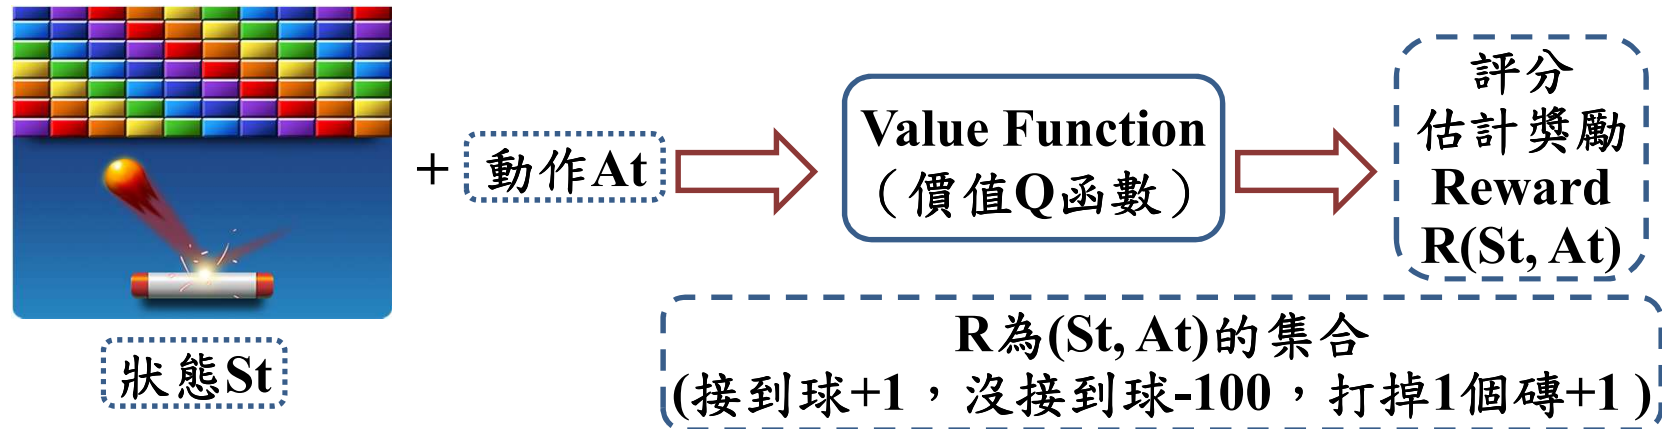 + 動作At
狀態St
Value Function
（價值Q函數）
評分
估計獎勵
Reward
R(St, At)
R為(St, At)的集合
(接到球+1，沒接到球-100，打掉1個磚+1 )